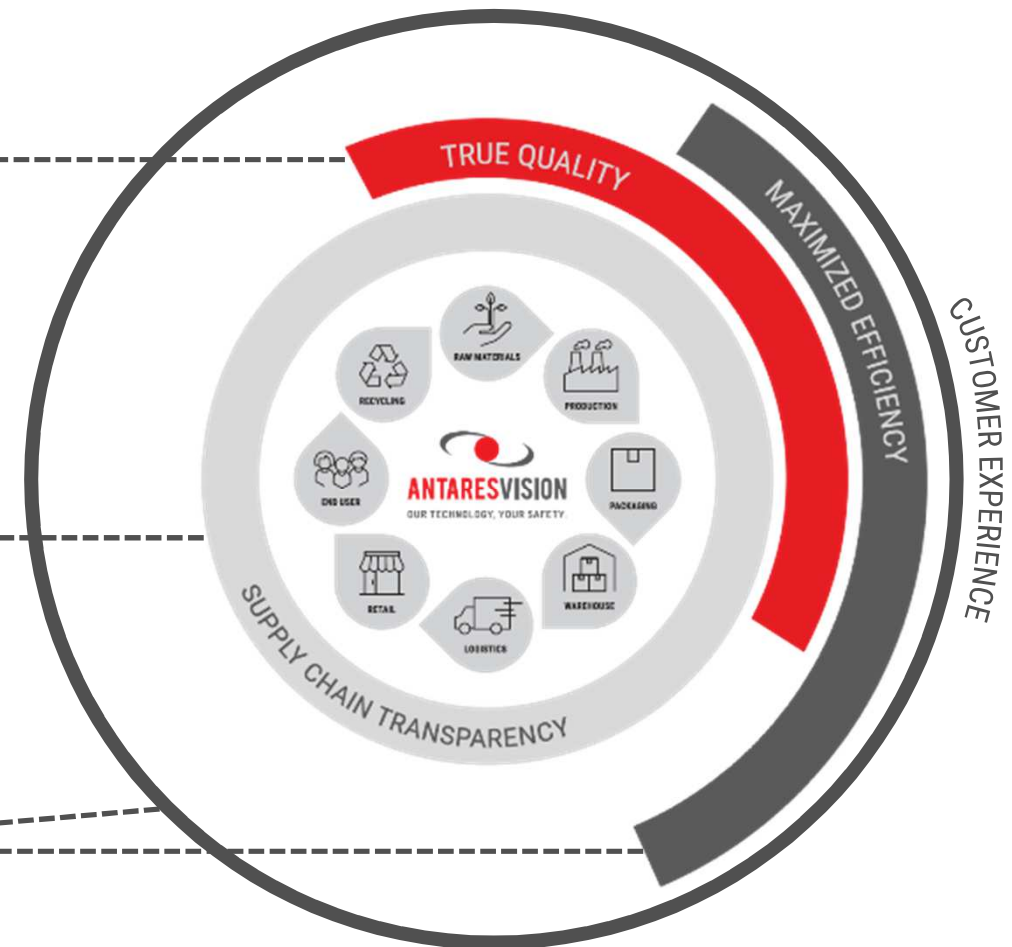 TRUE QUALITY
MAXIMIZED EFFICIENCY
CUSTOMER EXPERIENCE
RAW MATERIALS
PRODUCTION
PACKAGING
WAREHOUSE
LOGISTICS
RETAIL
END USER
RECYCLING
ANTARESVISION
OUR TECHNOLOGY, YOUR SAFETY.
SUPPLY CHAIN TRANSPARENCY